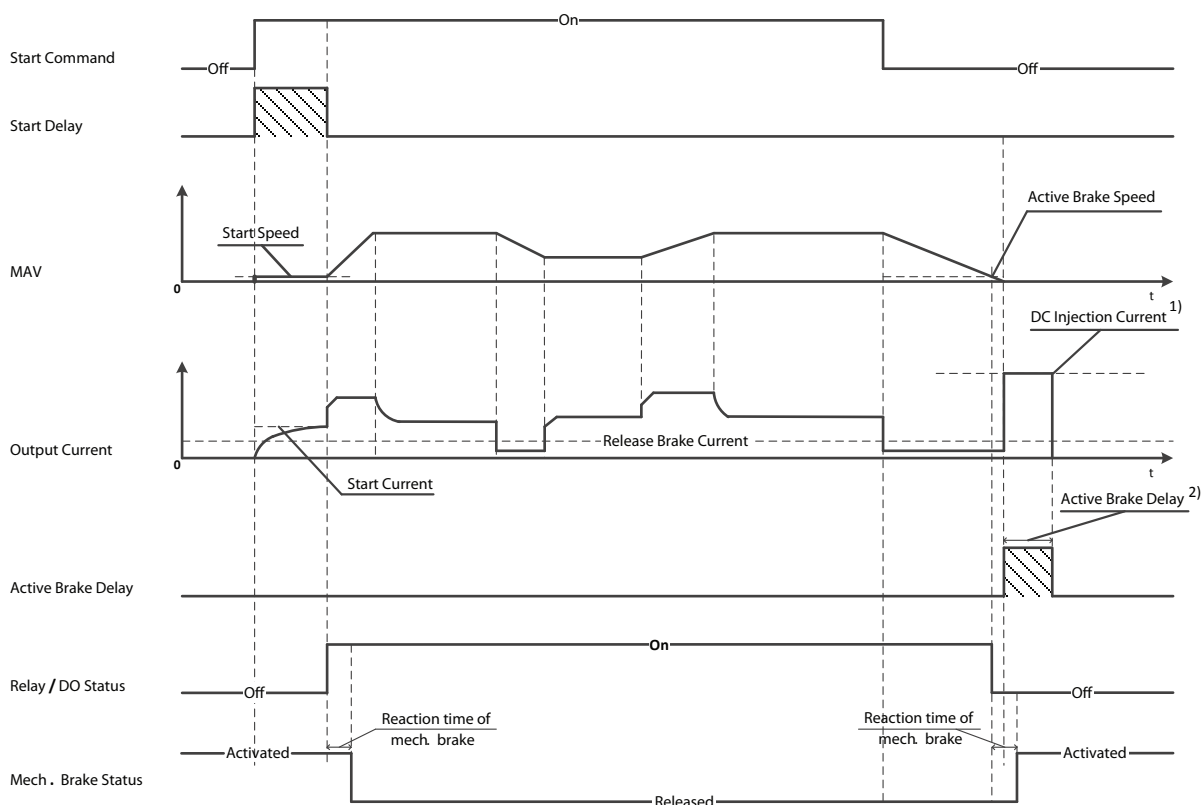 On
Start Command
Off
Off
Start Delay
Active Brake Speed
Start Speed
MAV
0
t
DC Injection Current 1)
Release Brake Current
Output Current
0
t
Start Current
Active Brake Delay 2)
Active Brake Delay
On
Relay / DO Status
Off
Off
Reaction time of
mech. brake
Reaction time of
mech. brake
Activated
Activated
Mech. Brake Status
Released